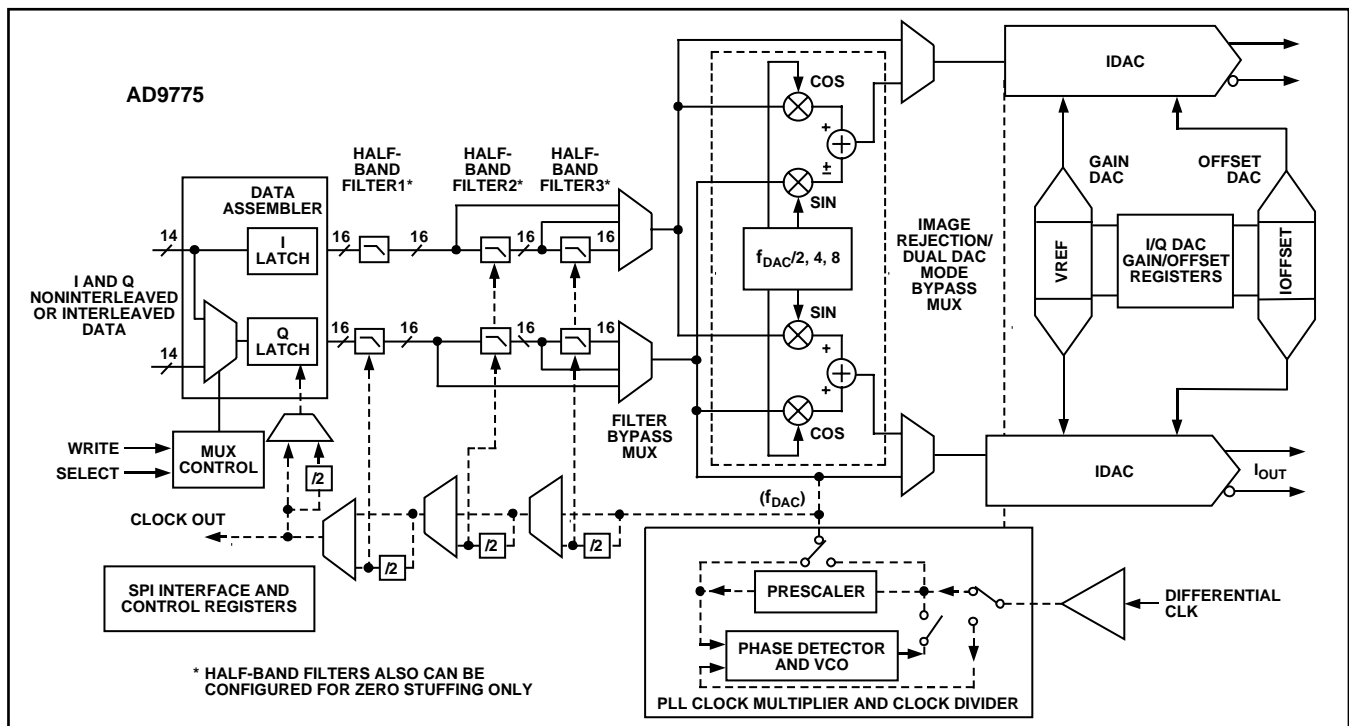 AD9775
COS
IDAC
HALF-
BAND
FILTER1*
HALF-
BAND
FILTER2*
HALF-
BAND
FILTER3*
+
±
GAIN
DAC
OFFSET
DAC
DATA
ASSEMBLER
SIN
14
I
LATCH
16
16
16
16
IMAGE
REJECTION/
DUAL DAC
MODE
BYPASS
MUX
fDAC/2, 4, 8
VREF
I/Q DAC
GAIN/OFFSET
REGISTERS
IOFFSET
I AND Q
NONINTERLEAVED
OR INTERLEAVED
DATA
SIN
14
Q
LATCH
16
16
16
16
+
+
COS
FILTER
BYPASS
MUX
WRITE
SELECT
MUX
CONTROL
/2
IDAC
IOUT
(fDAC)
CLOCK OUT
/2
/2
/2
SPI INTERFACE AND
CONTROL REGISTERS
PRESCALER
DIFFERENTIAL
CLK
PHASE DETECTOR
AND VCO
PLL CLOCK MULTIPLIER AND CLOCK DIVIDER
* HALF-BAND FILTERS ALSO CAN BE
CONFIGURED FOR ZERO STUFFING ONLY